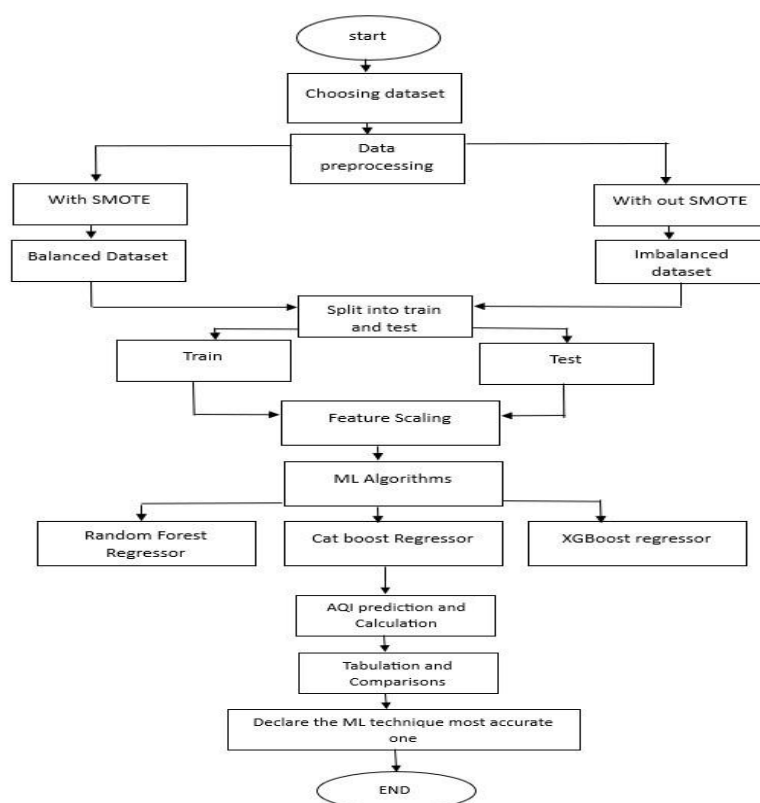 start
Choosing dataset
Data
preprocessing
With SMOTE
With out SMOTE
Balanced Dataset
Imbalanced
dataset
Split into train
and test
Train
Test
Feature Scaling
ML Algorithms
Random Forest
Regressor
Cat boost Regressor
XGBoost regressor
AQI prediction and
Calculation
Tabulation and
Comparisons
Declare the ML technique most accurate
one
END